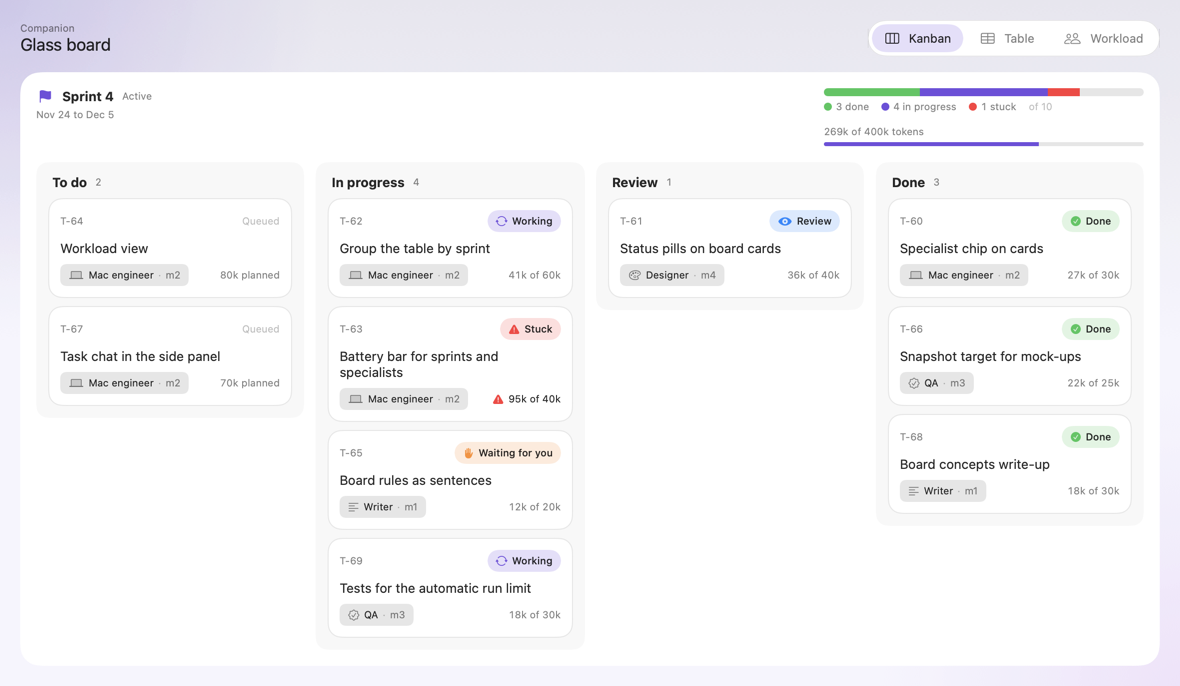 Companion
Glass board
Kanban
Table
Workload
Sprint 4 Active
Nov 24 to Dec 5
3 done 4 in progress 1 stuck of 10
269k of 400k tokens
To do 2
T-64 Queued
Workload view
Mac engineer · m2 80k planned
T-67 Queued
Task chat in the side panel
Mac engineer · m2 70k planned
In progress 4
T-62 Working
Group the table by sprint
Mac engineer · m2 41k of 60k
T-63 Stuck
Battery bar for sprints and
specialists
Mac engineer · m2 95k of 40k
T-65 Waiting for you
Board rules as sentences
Writer · m1 12k of 20k
T-69 Working
Tests for the automatic run limit
QA · m3 18k of 30k
Review 1
T-61 Review
Status pills on board cards
Designer · m4 36k of 40k
Done 3
T-60 Done
Specialist chip on cards
Mac engineer · m2 27k of 30k
T-66 Done
Snapshot target for mock-ups
QA · m3 22k of 25k
T-68 Done
Board concepts write-up
Writer · m1 18k of 30k